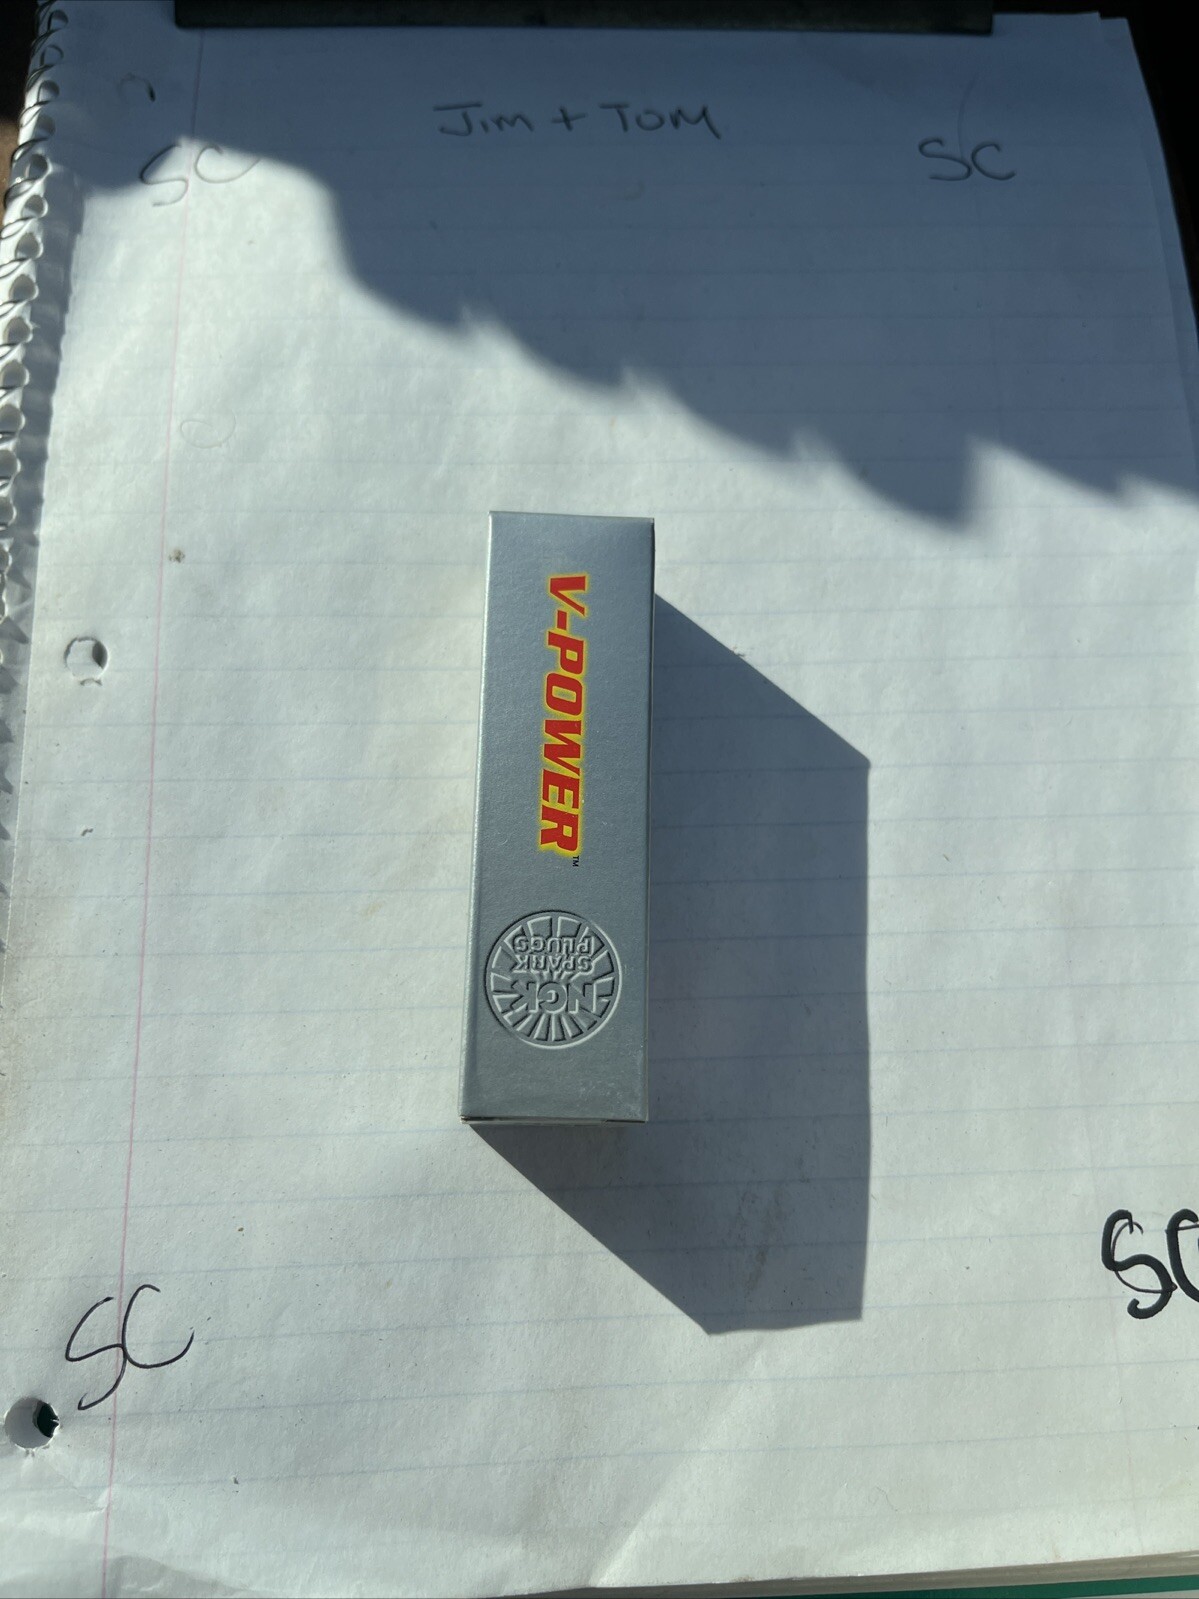 Jim + Tom
SC
SC
V-POWER™
NGK
SPARK
PLUGS
SC
SC